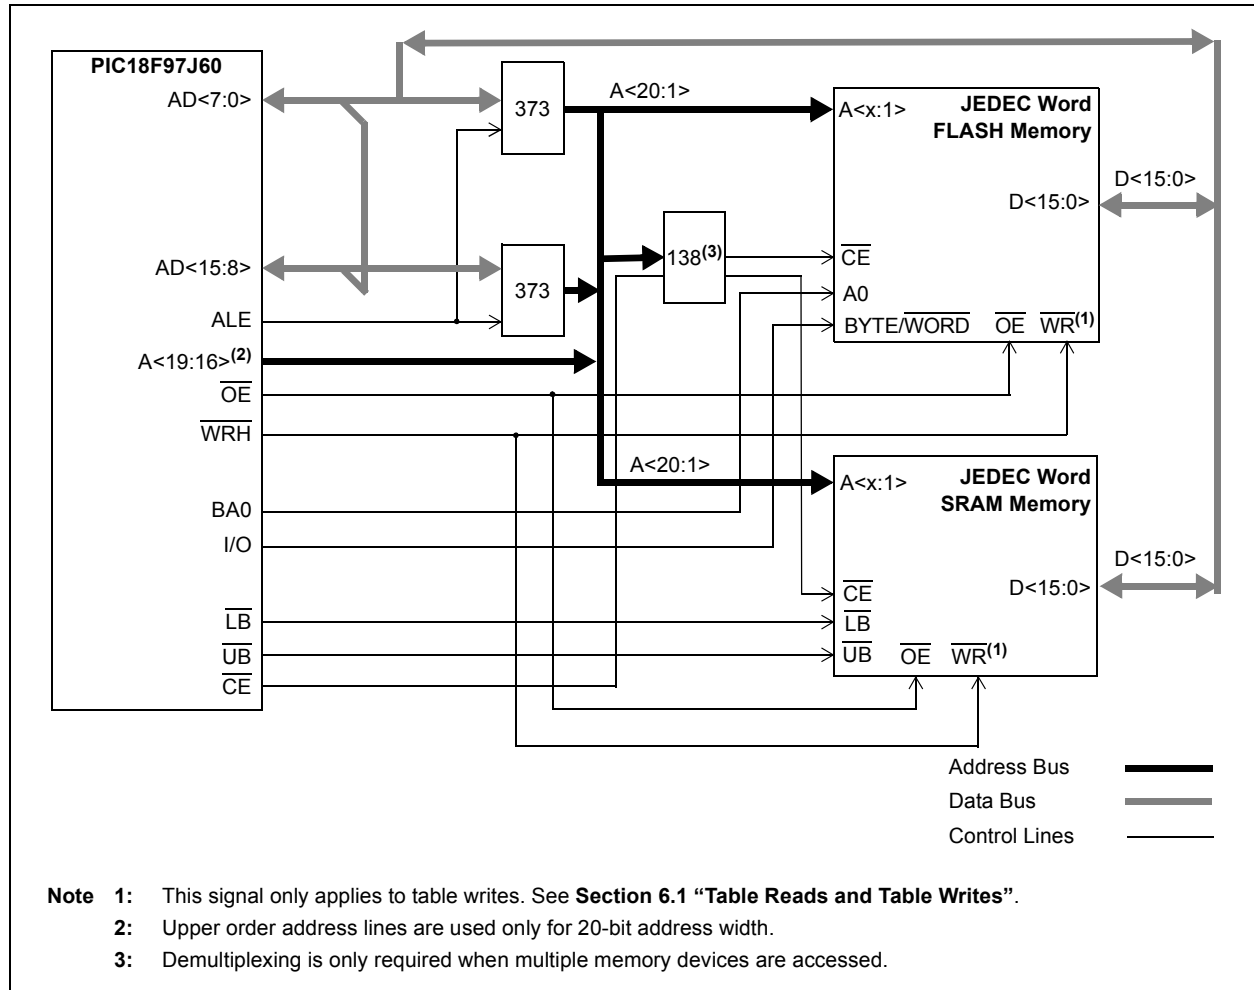 PIC18F97J60
AD<7:0>
AD<15:8>
ALE
A<19:16>(2)
OE
WRH
BA0
I/O
LB
UB
CE
373
373
A<20:1>
138(3)
A<20:1>
A<x:1>
JEDEC Word
FLASH Memory
D<15:0>
D<15:0>
CE
A0
BYTE/WORD OE WR(1)
A<x:1>
JEDEC Word
SRAM Memory
D<15:0>
D<15:0>
CE
LB
UB OE WR(1)
Address Bus
Data Bus
Control Lines
Note 1: This signal only applies to table writes. See Section 6.1 “Table Reads and Table Writes”.
2: Upper order address lines are used only for 20-bit address width.
3: Demultiplexing is only required when multiple memory devices are accessed.